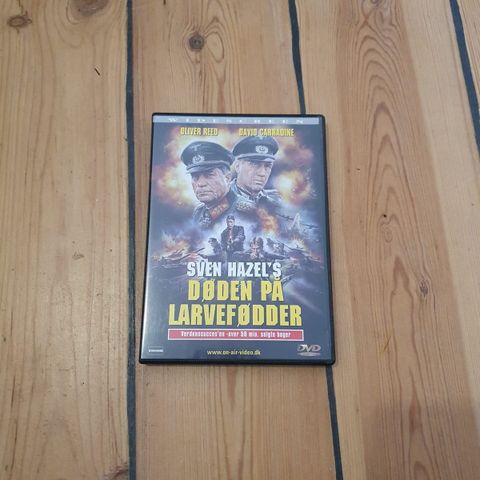 WIDESCREEN
OLIVER REED DAVID CARRADINE
SVEN HAZEL'S
DØDEN PÅ
LARVEFØDDER
Verdenssucces'en - over 50 mio. solgte bøger
www.on-air-video.dk
DVD